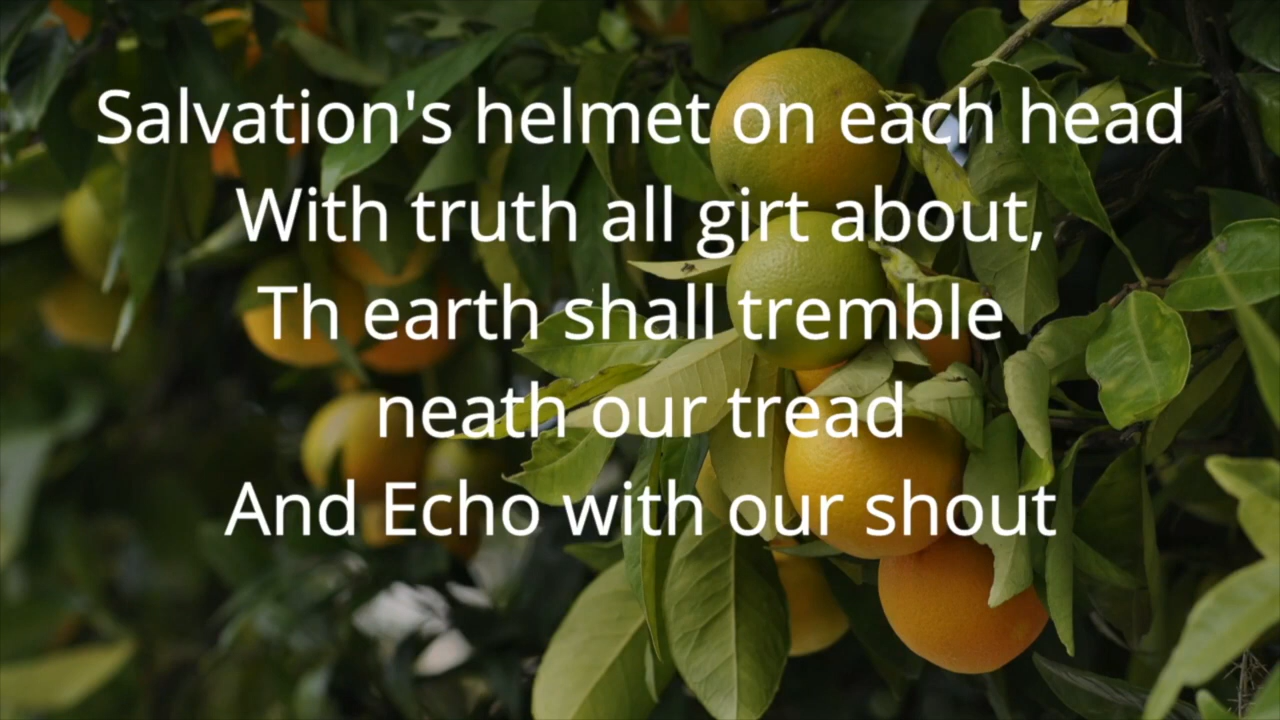 Salvation's helmet on each head
With truth all girt about,
Th earth shall tremble
neath our tread
And Echo with our shout